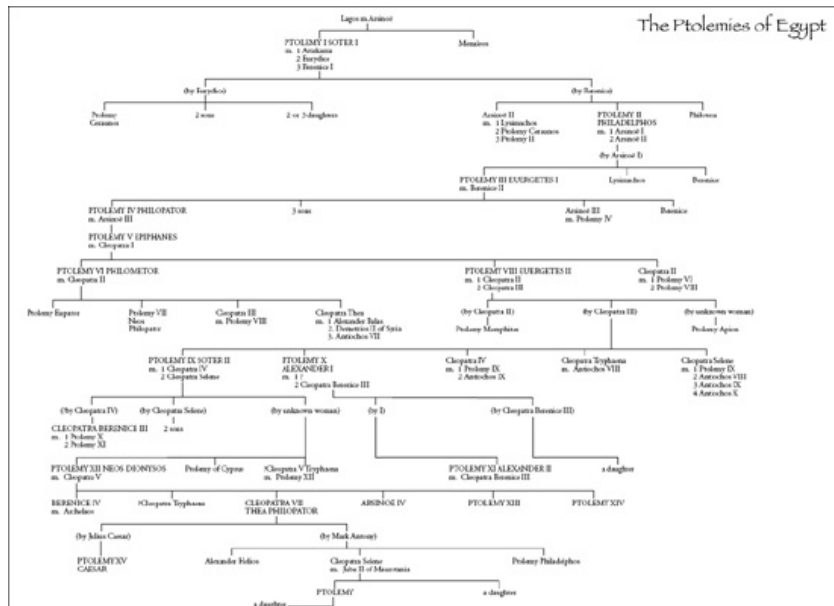 The Ptolemies of Egypt
Lagos m. Arsinoë
PTOLEMY I SOTER I
m. 1 Artakama
2 Eurydice
3 Berenice I
Menelaos
(by Eurydice)
(by Berenice)
Ptolemy
Ceraunos
2 sons
2 or 3 daughters
Arsinoë II
m. 1 Lysimachos
2 Ptolemy Ceraunos
3 Ptolemy II
PTOLEMY II
PHILADELPHOS
m. 1 Arsinoë I
2 Arsinoë II
Philotera
(by Arsinoë I)
PTOLEMY III EUERGETES I
m. Berenice II
Lysimachos
Berenice
PTOLEMY IV PHILOPATOR
m. Arsinoë III
3 sons
Arsinoë III
m. Ptolemy IV
Berenice
PTOLEMY V EPIPHANES
m. Cleopatra I
PTOLEMY VI PHILOMETOR
m. Cleopatra II
PTOLEMY VIII EUERGETES II
m. 1 Cleopatra II
2 Cleopatra III
Cleopatra II
m. 1 Ptolemy VI
2 Ptolemy VIII
Ptolemy Eupator
Ptolemy VII
Neos
Philopator
Cleopatra III
m. Ptolemy VIII
Cleopatra Thea
m. 1 Alexander Balas
2. Demetrios II of Syria
3. Antiochos VII
(by Cleopatra II)
(by Cleopatra III)
(by unknown woman)
Ptolemy Memphites
Ptolemy Apion
PTOLEMY IX SOTER II
m. 1 Cleopatra IV
2 Cleopatra Selene
PTOLEMY X
ALEXANDER I
m. 1 ?
2 Cleopatra Berenice III
Cleopatra IV
m. 1 Ptolemy IX
2 Antiochos IX
Cleopatra Tryphaena
m. Antiochos VIII
Cleopatra Selene
m. 1 Ptolemy IX
2 Antiochos VIII
3 Antiochos IX
4 Antiochos X
(?by Cleopatra IV)
(by Cleopatra Selene)
(by unknown woman)
(by 1)
(by Cleopatra Berenice III)
CLEOPATRA BERENICE III
m. 1 Ptolemy X
2 Ptolemy XI
2 sons
PTOLEMY XII NEOS DIONYSOS
m. Cleopatra V
Ptolemy of Cyprus
?Cleopatra V Tryphaena
m. Ptolemy XII
PTOLEMY XI ALEXANDER II
m. Cleopatra Berenice III
a daughter
BERENICE IV
m. Archelaos
?Cleopatra Tryphaena
CLEOPATRA VII
THEA PHILOPATOR
ARSINOE IV
PTOLEMY XIII
PTOLEMY XIV
(by Julius Caesar)
(by Mark Antony)
PTOLEMY XV
CAESAR
Alexander Helios
Cleopatra Selene
m. Juba II of Mauretania
Ptolemy Philadelphos
PTOLEMY
a daughter
a daughter